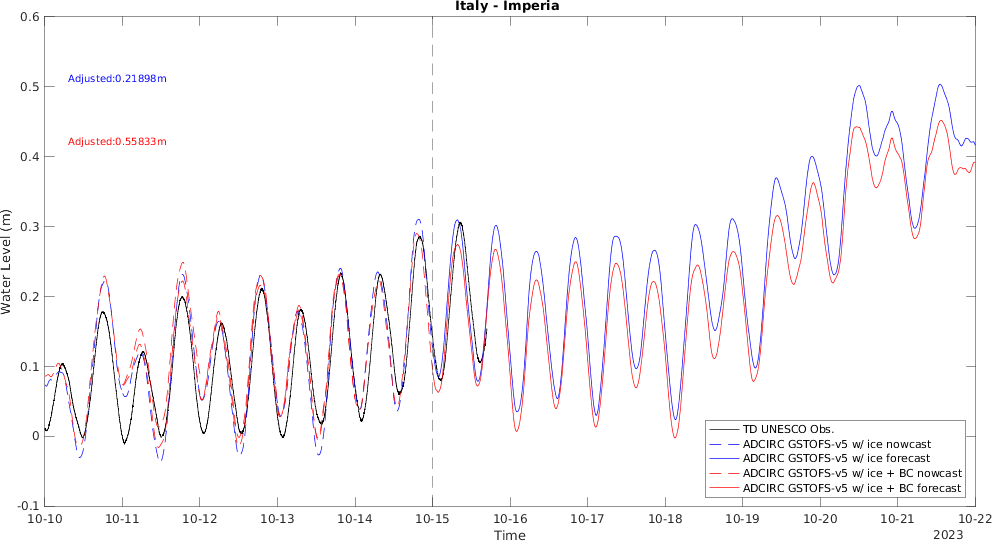 Italy - Imperia
0.6
0.5
0.4
0.3
0.2
0.1
0
-0.1
Water Level (m)
Adjusted:0.21898m
Adjusted:0.55833m
TD UNESCO Obs.
ADCIRC GSTOFS-v5 w/ ice nowcast
ADCIRC GSTOFS-v5 w/ ice forecast
ADCIRC GSTOFS-v5 w/ ice + BC nowcast
ADCIRC GSTOFS-v5 w/ ice + BC forecast
10-10 10-11 10-12 10-13 10-14 10-15 10-16 10-17 10-18 10-19 10-20 10-21 10-22
Time
2023